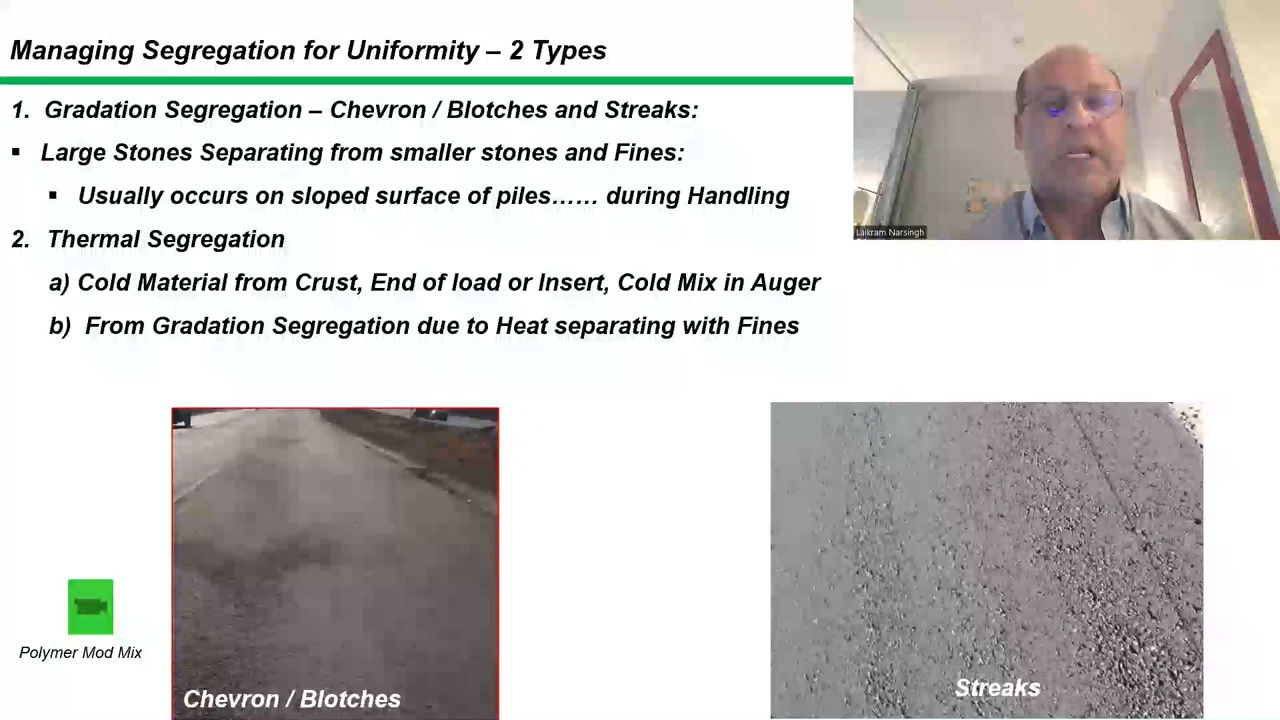 Managing Segregation for Uniformity – 2 Types
1. Gradation Segregation – Chevron / Blotches and Streaks:
▪ Large Stones Separating from smaller stones and Fines:
▪ Usually occurs on sloped surface of piles…… during Handling
2. Thermal Segregation
a) Cold Material from Crust, End of load or Insert, Cold Mix in Auger
b) From Gradation Segregation due to Heat separating with Fines
Laikram Narsingh
Polymer Mod Mix
Chevron / Blotches
Streaks